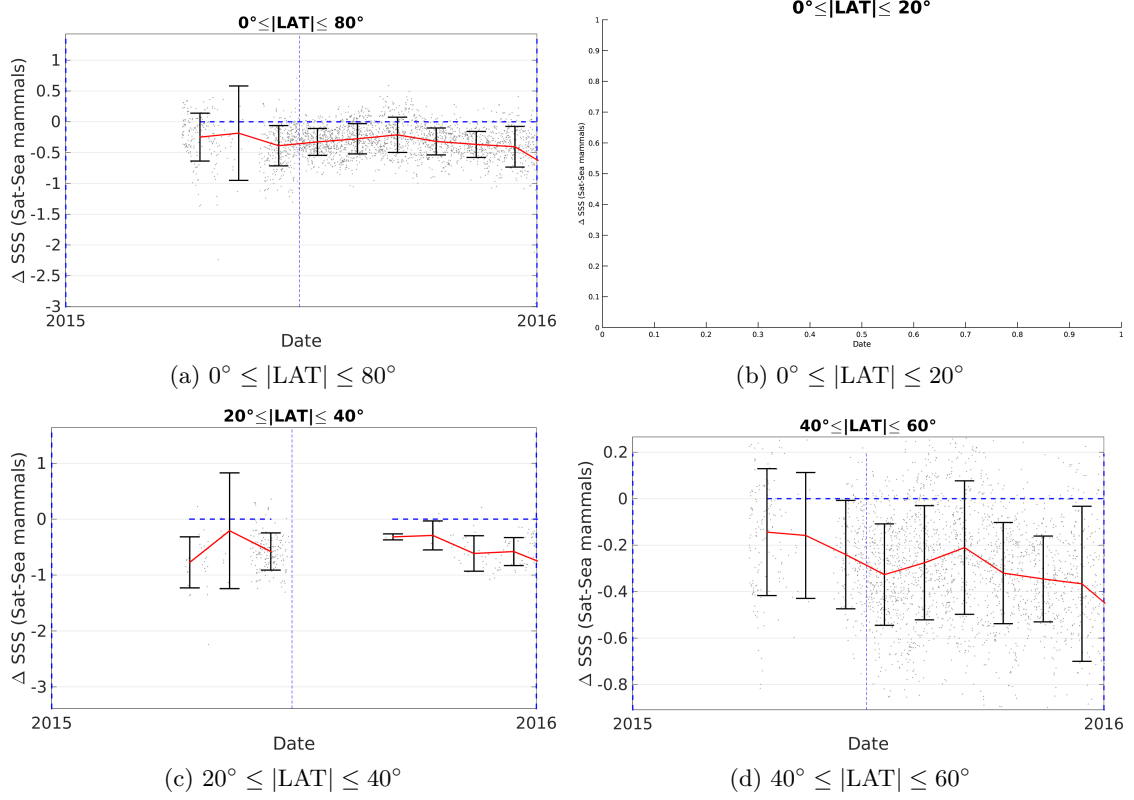 0°≤|LAT|≤ 80°
Δ SSS (Sat-Sea mammals)
1
0.5
0
-0.5
-1
-1.5
-2
-2.5
-3
2015 2016
Date
(a) 0° ≤ |LAT| ≤ 80°
0°≤|LAT|≤ 20°
Δ SSS (Sat-Sea mammals)
1
0.9
0.8
0.7
0.6
0.5
0.4
0.3
0.2
0.1
0
0 0.1 0.2 0.3 0.4 0.5 0.6 0.7 0.8 0.9 1
Date
(b) 0° ≤ |LAT| ≤ 20°
20°≤|LAT|≤ 40°
Δ SSS (Sat-Sea mammals)
1
0
-1
-2
-3
2015 2016
Date
(c) 20° ≤ |LAT| ≤ 40°
40°≤|LAT|≤ 60°
Δ SSS (Sat-Sea mammals)
0.2
0
-0.2
-0.4
-0.6
-0.8
2015 2016
Date
(d) 40° ≤ |LAT| ≤ 60°